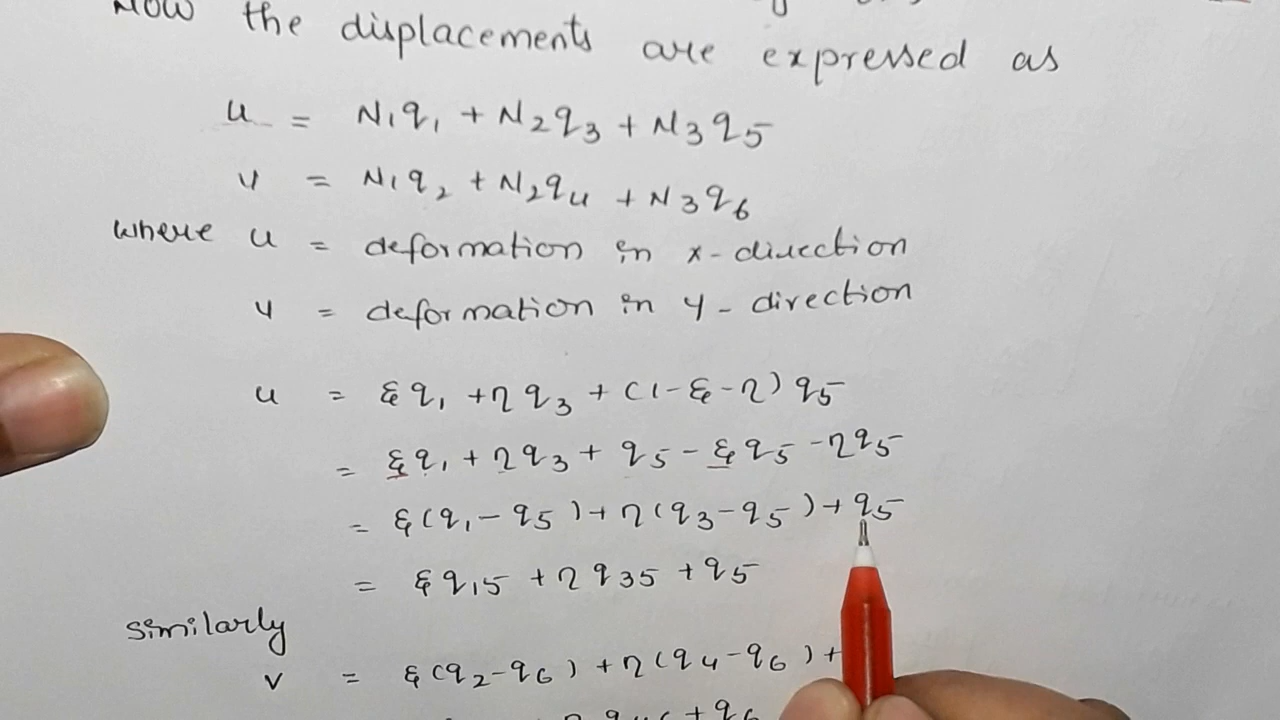 Now the displacements are expressed as
u = N₁q₁ + N₂q₃ + N₃q₅
v = N₁q₂ + N₂q₄ + N₃q₆
where u = deformation in x-direction
v = deformation in y-direction
u = ξq₁ + ηq₃ + (1-ξ-η)q₅
= ξq₁ + ηq₃ + q₅ - ξq₅ - ηq₅
= ξ(q₁-q₅) + η(q₃-q₅) + q₅
= ξq₁₅ + ηq₃₅ + q₅
Similarly
v = ξ(q₂-q₆) + η(q₄-q₆) +
+ q₆